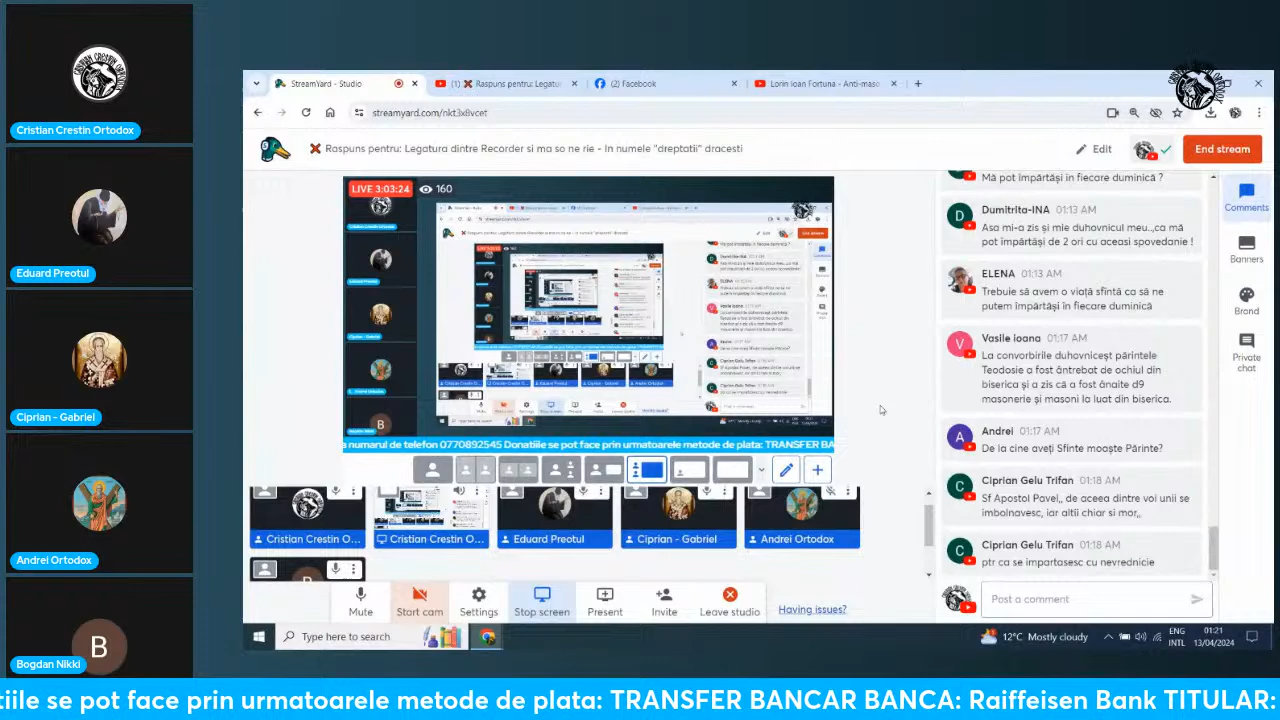 Cristian Crestin Ortodox
Eduard Preotul
Ciprian - Gabriel
Andrei Ortodox
B
Bogdan Nikki
StreamYard - Studio
(1) ❌ Raspuns pentru: Legatu
(2) Facebook
Lorin Ioan Fortuna - Anti-maso
streamyard.com/nkt3x8vcet
❌ Raspuns pentru: Legatura dintre Recorder si ma so ne rie - In numele "dreptatii" dracesti
Edit
End stream
LIVE 3:03:24
160
a numarul de telefon 0770892545 Donatiile se pot face prin urmatoarele metode de plata: TRANSFER BA
Cristian Crestin O...
Cristian Crestin O...
Eduard Preotul
Ciprian - Gabriel
Andrei Ortodox
Mute
Start cam
Settings
Stop screen
Present
Invite
Leave studio
Having issues?
Mă pot împărtăși in fiecare duminică ?
D
Dumitrita-INA 01:13 AM
Așa mi-a zis și mie duhovnicul meu.,,ca mă
pot împărtăși de 2 ori cu aceasi spovedanie !
ELENA 01:13 AM
Trebuie să avem o viață sfintă ca să ne
putem împărtăși în fiecare duminică
V
Vasile ioana 01:17 AM
La convorbire duhovnicești părintele
Teodosie a fost întrebat de ochiul din
biserica și a zis că a fost înaite d9
masonerie și masoni la luat din biserica.
A
Andrei 01:17 AM
De la cine aveți Sfinte moaște Părinte?
C
Ciprian Gelu Trifan 01:18 AM
Sf Apostol Pavel,, de aceea dintre voi unii se
imbolnavesc, iar altii chiar si mor,,
C
Ciprian Gelu Trifan 01:18 AM
ptr ca se impartasesc cu nevrednicie
Post a comment
Comments
Banners
Brand
Private
chat
Type here to search
12°C Mostly cloudy
ENG
INTL
01:21
13/04/2024
tiile se pot face prin urmatoarele metode de plata: TRANSFER BANCAR BANCA: Raiffeisen Bank TITULAR: